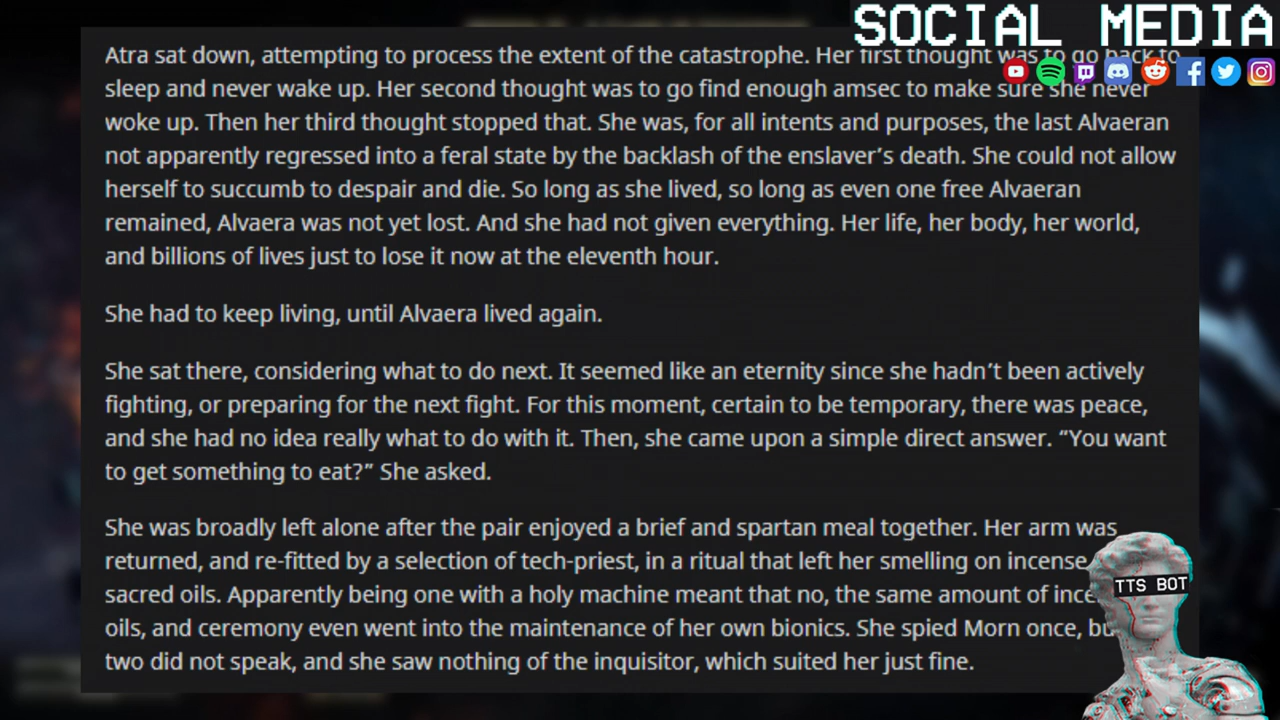 SOCIAL MEDIA
Atra sat down, attempting to process the extent of the catastrophe. Her first thought was to go back to
sleep and never wake up. Her second thought was to go find enough amsec to make sure she never
woke up. Then her third thought stopped that. She was, for all intents and purposes, the last Alvaeran
not apparently regressed into a feral state by the backlash of the enslaver’s death. She could not allow
herself to succumb to despair and die. So long as she lived, so long as even one free Alvaeran
remained, Alvaera was not yet lost. And she had not given everything. Her life, her body, her world,
and billions of lives just to lose it now at the eleventh hour.
She had to keep living, until Alvaera lived again.
She sat there, considering what to do next. It seemed like an eternity since she hadn’t been actively
fighting, or preparing for the next fight. For this moment, certain to be temporary, there was peace,
and she had no idea really what to do with it. Then, she came upon a simple direct answer. “You want
to get something to eat?” She asked.
She was broadly left alone after the pair enjoyed a brief and spartan meal together. Her arm was
returned, and re-fitted by a selection of tech-priest, in a ritual that left her smelling on incense
sacred oils. Apparently being one with a holy machine meant that no, the same amount of
oils, and ceremony even went into the maintenance of her own bionics. She spied Morn once,
two did not speak, and she saw nothing of the inquisitor, which suited her just fine.
TTS BOT